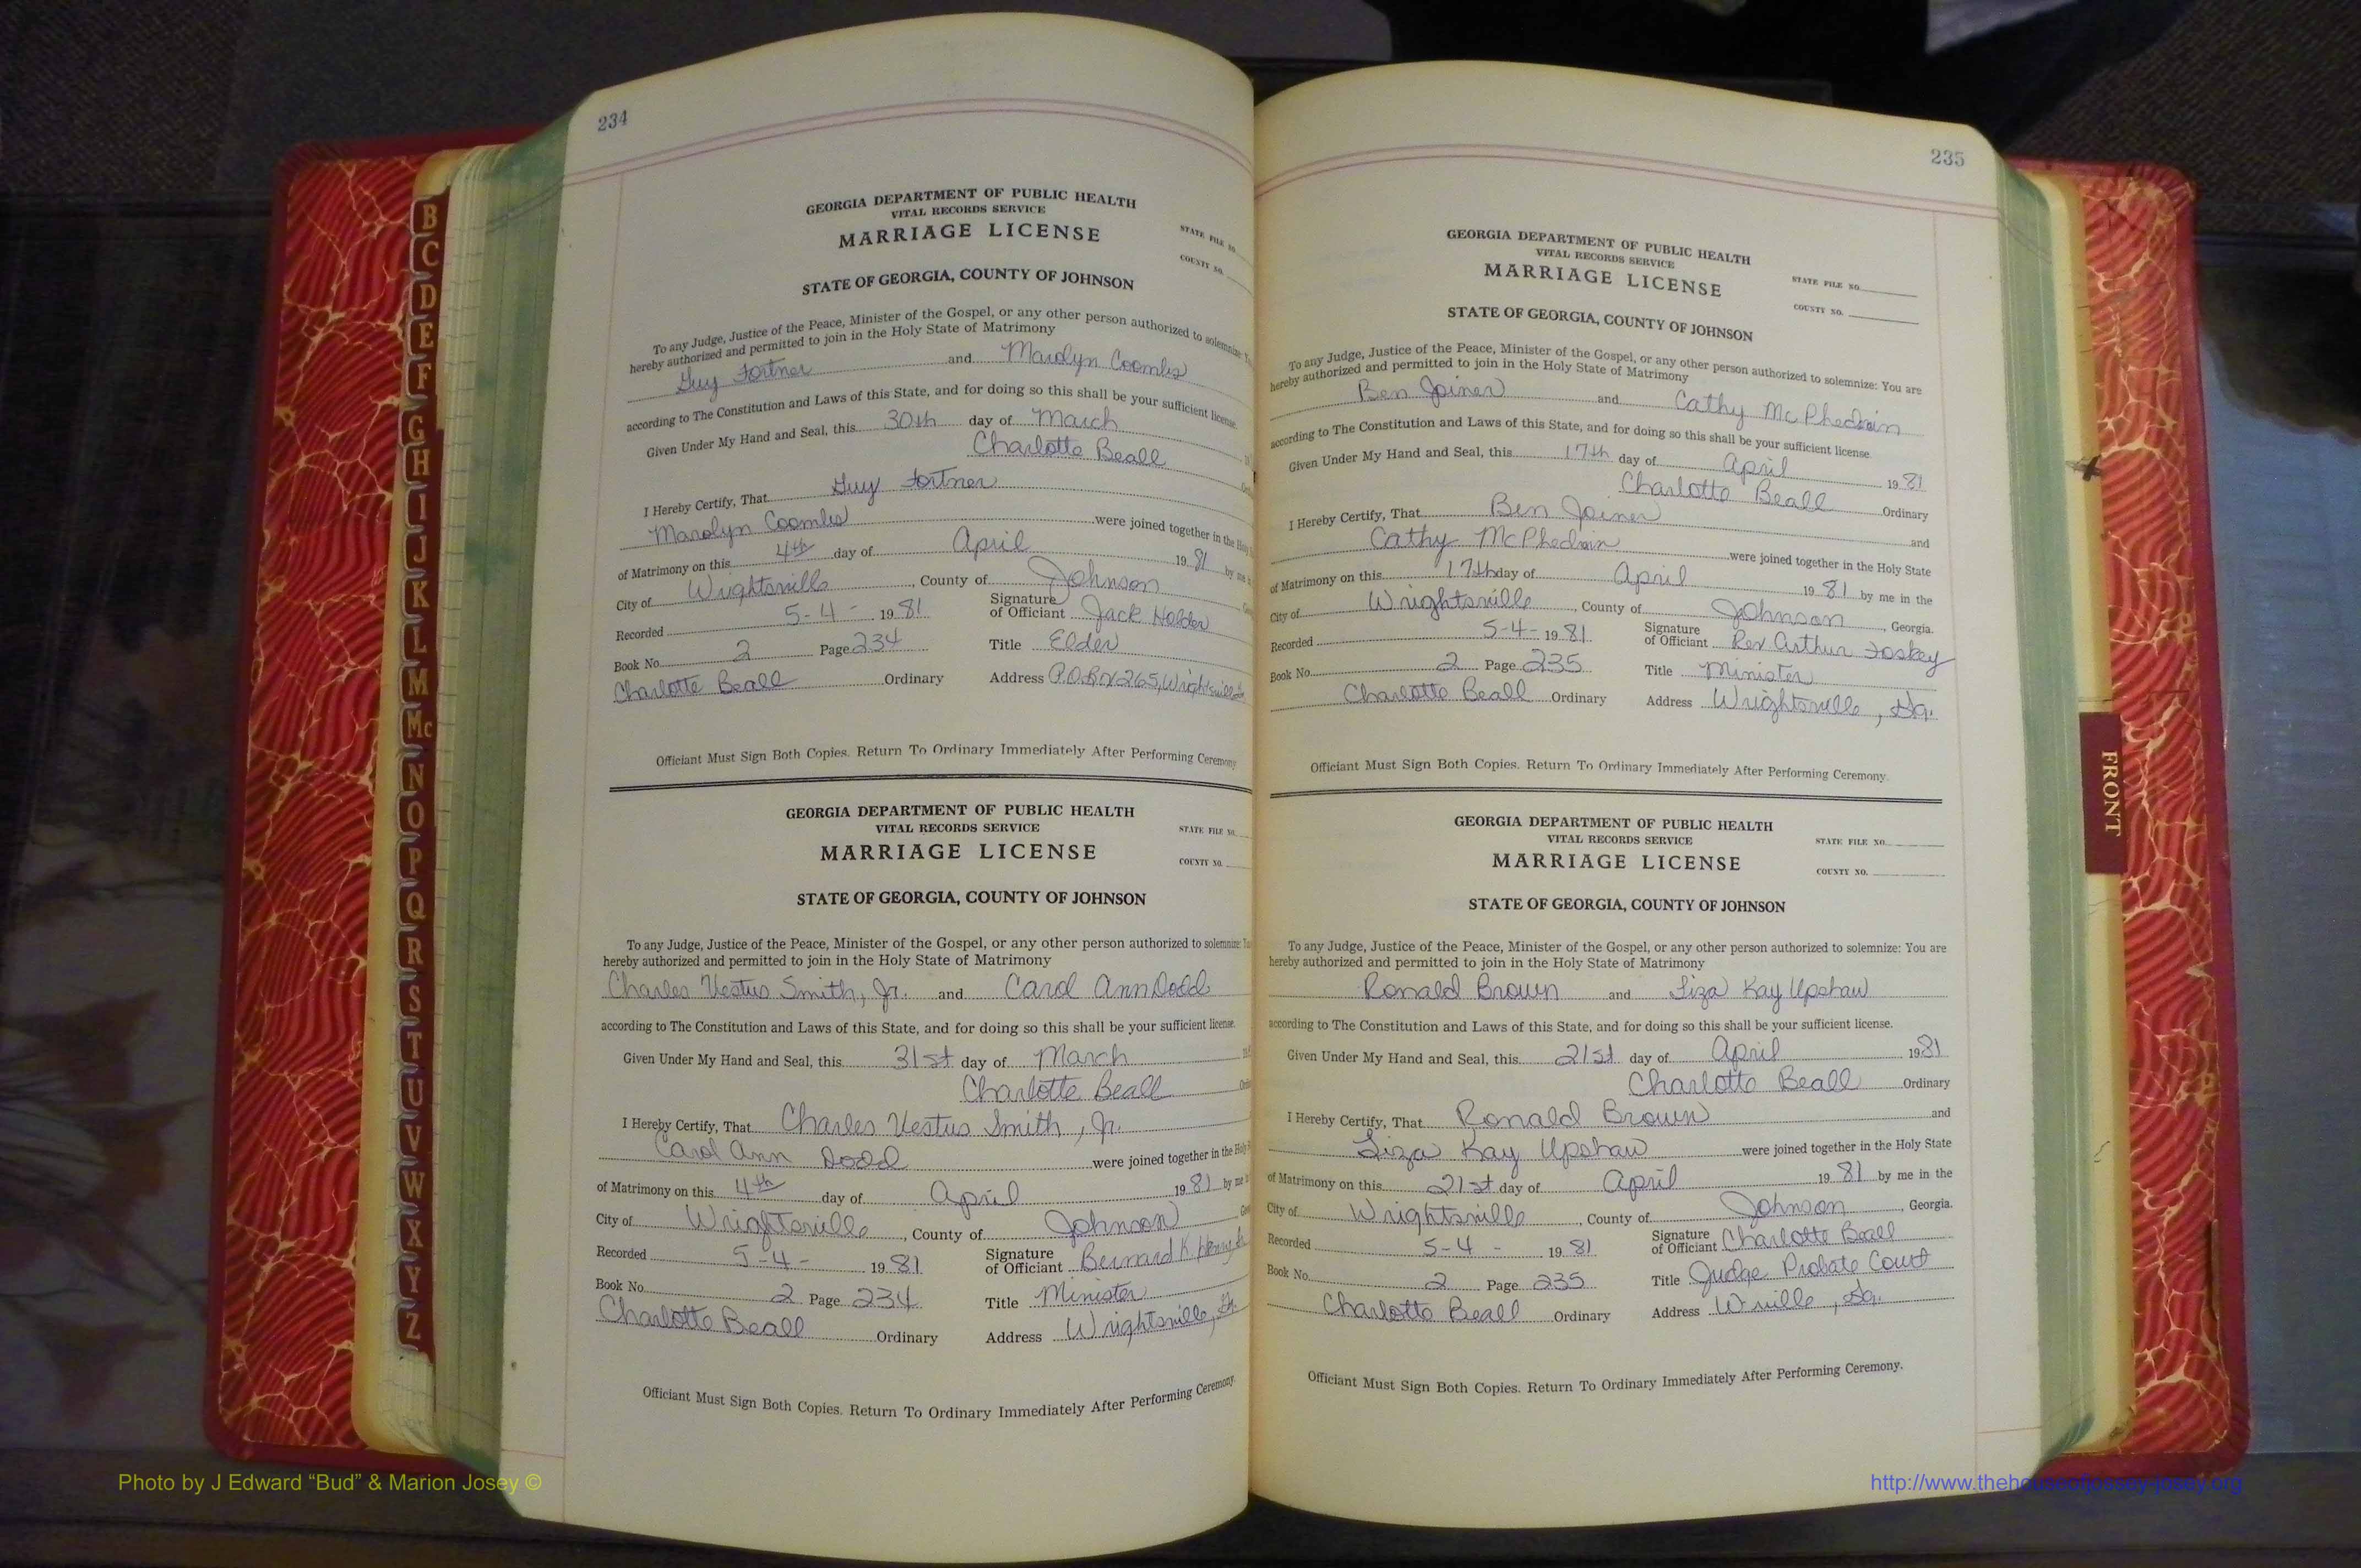 234
GEORGIA DEPARTMENT OF PUBLIC HEALTH
VITAL RECORDS SERVICE
MARRIAGE LICENSE
STATE FILE NO.
COUNTY NO.
STATE OF GEORGIA, COUNTY OF JOHNSON
To any Judge, Justice of the Peace, Minister of the Gospel, or any other person authorized to solemnize:
hereby authorized and permitted to join in the Holy State of Matrimony
Guy Fortner and Marolyn Coombs
according to The Constitution and Laws of this State, and for doing so this shall be your sufficient license.
Given Under My Hand and Seal, this 30th day of March
Charlotte Beall
I Hereby Certify, That Guy Fortner
Marolyn Coombs were joined together in the
of Matrimony on this 4th day of April 1981 by me
City of Wrightsville, County of Johnson
Recorded 5-4- 1981 Signature of Officiant Jack Holder
Book No. 2 Page 234 Title Elder
Charlotte Beall Ordinary Address P.O. Box 265, Wrightsville
Officiant Must Sign Both Copies. Return To Ordinary Immediately After Performing Ceremony
GEORGIA DEPARTMENT OF PUBLIC HEALTH
VITAL RECORDS SERVICE
MARRIAGE LICENSE
STATE FILE NO.
COUNTY NO.
STATE OF GEORGIA, COUNTY OF JOHNSON
To any Judge, Justice of the Peace, Minister of the Gospel, or any other person authorized to solemnize:
hereby authorized and permitted to join in the Holy State of Matrimony
Charles Vestus Smith, Jr. and Carol Ann Dodd
according to The Constitution and Laws of this State, and for doing so this shall be your sufficient license.
Given Under My Hand and Seal, this 31st day of March
Charlotte Beall
I Hereby Certify, That Charles Vestus Smith, Jr.
Carol Ann Dodd were joined together in the Holy
of Matrimony on this 4th day of April 1981 by me
City of Wrightsville, County of Johnson
Recorded 5-4- 1981 Signature of Officiant Bernard K.
Book No. 2 Page 234 Title Minister
Charlotte Beall Ordinary Address Wrightsville, Ga.
Officiant Must Sign Both Copies. Return To Ordinary Immediately After Performing Ceremony.
235
GEORGIA DEPARTMENT OF PUBLIC HEALTH
VITAL RECORDS SERVICE
MARRIAGE LICENSE
STATE FILE NO.
COUNTY NO.
STATE OF GEORGIA, COUNTY OF JOHNSON
To any Judge, Justice of the Peace, Minister of the Gospel, or any other person authorized to solemnize: You are
hereby authorized and permitted to join in the Holy State of Matrimony
Ben Joiner and Cathy
according to The Constitution and Laws of this State, and for doing so this shall be your sufficient license.
Given Under My Hand and Seal, this 17th day of April 1981
Charlotte Beall Ordinary
I Hereby Certify, That Ben Joiner and
Cathy were joined together in the Holy State
of Matrimony on this 17th day of April 1981 by me in the
City of Wrightsville, County of Johnson, Georgia.
Recorded 5-4- 1981 Signature of Officiant Rev. Arthur Foskey
Book No. 2 Page 235 Title Minister
Charlotte Beall Ordinary Address Wrightsville, Ga.
Officiant Must Sign Both Copies. Return To Ordinary Immediately After Performing Ceremony.
GEORGIA DEPARTMENT OF PUBLIC HEALTH
VITAL RECORDS SERVICE
MARRIAGE LICENSE
STATE FILE NO.
COUNTY NO.
STATE OF GEORGIA, COUNTY OF JOHNSON
To any Judge, Justice of the Peace, Minister of the Gospel, or any other person authorized to solemnize: You are
hereby authorized and permitted to join in the Holy State of Matrimony
Ronald Brown and Liza Kay Upshaw
according to The Constitution and Laws of this State, and for doing so this shall be your sufficient license.
Given Under My Hand and Seal, this 21st day of April 1981
Charlotte Beall Ordinary
I Hereby Certify, That Ronald Brown and
Liza Kay Upshaw were joined together in the Holy State
of Matrimony on this 21st day of April 1981 by me in the
City of Wrightsville, County of Johnson, Georgia.
Recorded 5-4- 1981 Signature of Officiant Charlotte Beall
Book No. 2 Page 235 Title Judge Probate Court
Charlotte Beall Ordinary Address W'ville, Ga.
Officiant Must Sign Both Copies. Return To Ordinary Immediately After Performing Ceremony.
B
C
D
E
F
G
H
I
J
K
L
M
Mc
N
O
P
Q
R
S
T
U
V
W
X
Y
Z
FRONT
Photo by J Edward “Bud” & Marion Josey ©
http://www.thehouseofjossey-josey.org